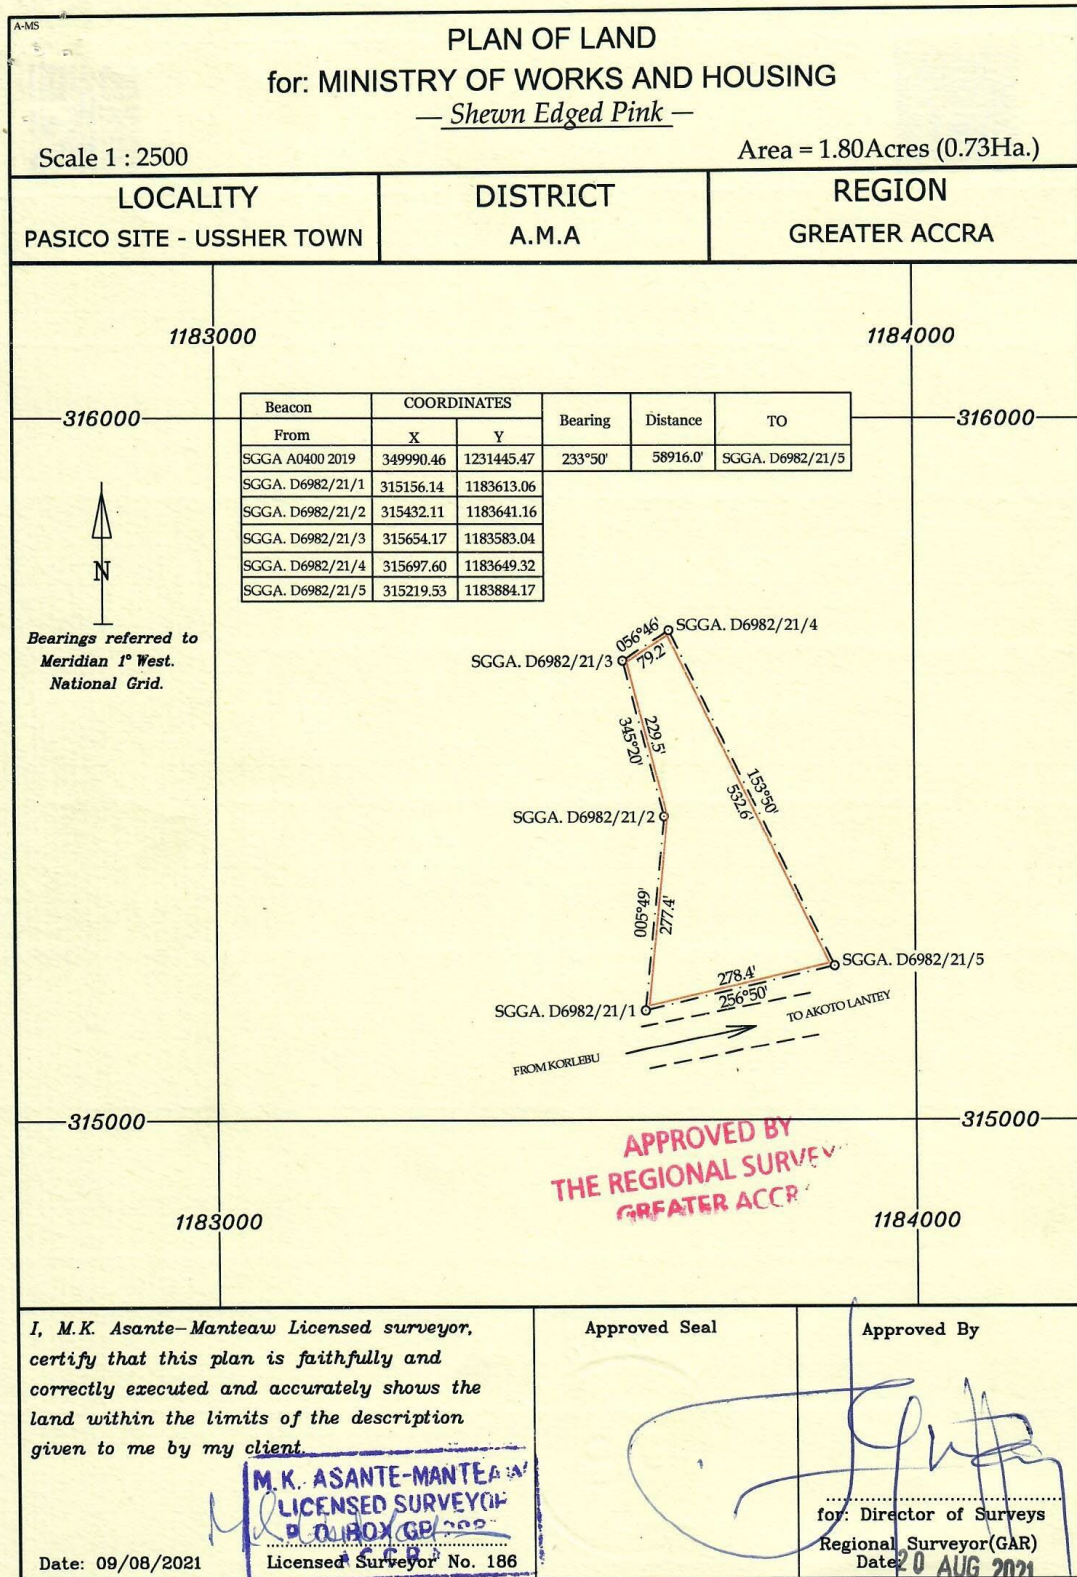 A-MS
PLAN OF LAND
for: MINISTRY OF WORKS AND HOUSING
— Shewn Edged Pink —
Scale 1 : 2500
Area = 1.80Acres (0.73Ha.)
LOCALITY
PASICO SITE - USSHER TOWN
DISTRICT
A.M.A
REGION
GREATER ACCRA
1183000
1184000
316000
316000
Beacon COORDINATES Bearing Distance TO
From X Y
SGGA A0400 2019 349990.46 1231445.47 233°50' 58916.0' SGGA. D6982/21/5
SGGA. D6982/21/1 315156.14 1183613.06
SGGA. D6982/21/2 315432.11 1183641.16
SGGA. D6982/21/3 315654.17 1183583.04
SGGA. D6982/21/4 315697.60 1183649.32
SGGA. D6982/21/5 315219.53 1183884.17
N
Bearings referred to
Meridian 1° West.
National Grid.
SGGA. D6982/21/4
056°46'
79.2'
SGGA. D6982/21/3
229.5'
345°20'
153°50'
532.6'
SGGA. D6982/21/2
005°49'
277.4'
SGGA. D6982/21/5
278.4'
256°50'
SGGA. D6982/21/1
TO AKOTO LANTEY
FROM KORLEBU
315000
315000
APPROVED BY
THE REGIONAL SURVEY
GREATER ACCR
1183000
1184000
I, M.K. Asante-Manteaw Licensed surveyor,
certify that this plan is faithfully and
correctly executed and accurately shows the
land within the limits of the description
given to me by my client.
M.K. ASANTE-MANTEAW
LICENSED SURVEYOR
P. O. BOX GP
ACCRA
Date: 09/08/2021
Licensed Surveyor No. 186
Approved Seal
Approved By
for: Director of Surveys
Regional Surveyor(GAR)
Date: 20 AUG 2021